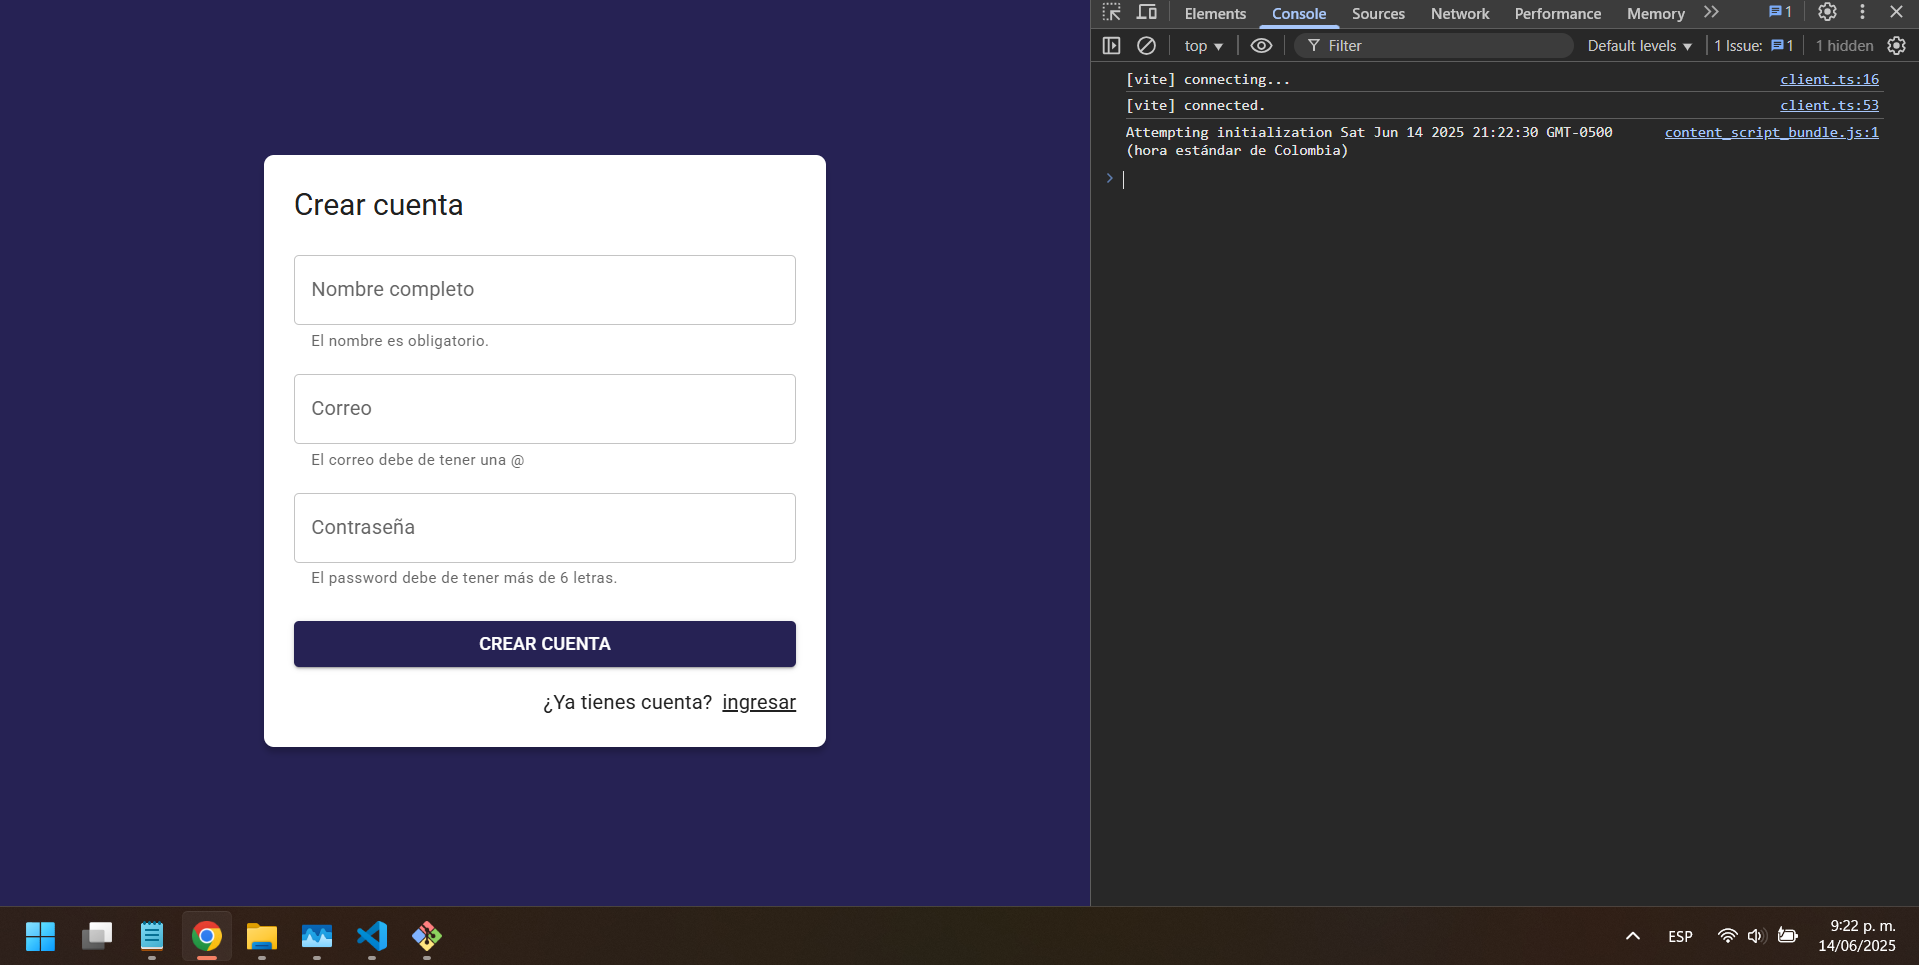 Crear cuenta
Nombre completo
El nombre es obligatorio.
Correo
El correo debe de tener una @
Contraseña
El password debe de tener más de 6 letras.
CREAR CUENTA
¿Ya tienes cuenta? ingresar
Elements Console Sources Network Performance Memory 1
top Filter Default levels 1 Issue: 1 1 hidden
[vite] connecting... client.ts:16
[vite] connected. client.ts:53
Attempting initialization Sat Jun 14 2025 21:22:30 GMT-0500 content_script_bundle.js:1
(hora estándar de Colombia)
ESP
9:22 p. m.
14/06/2025